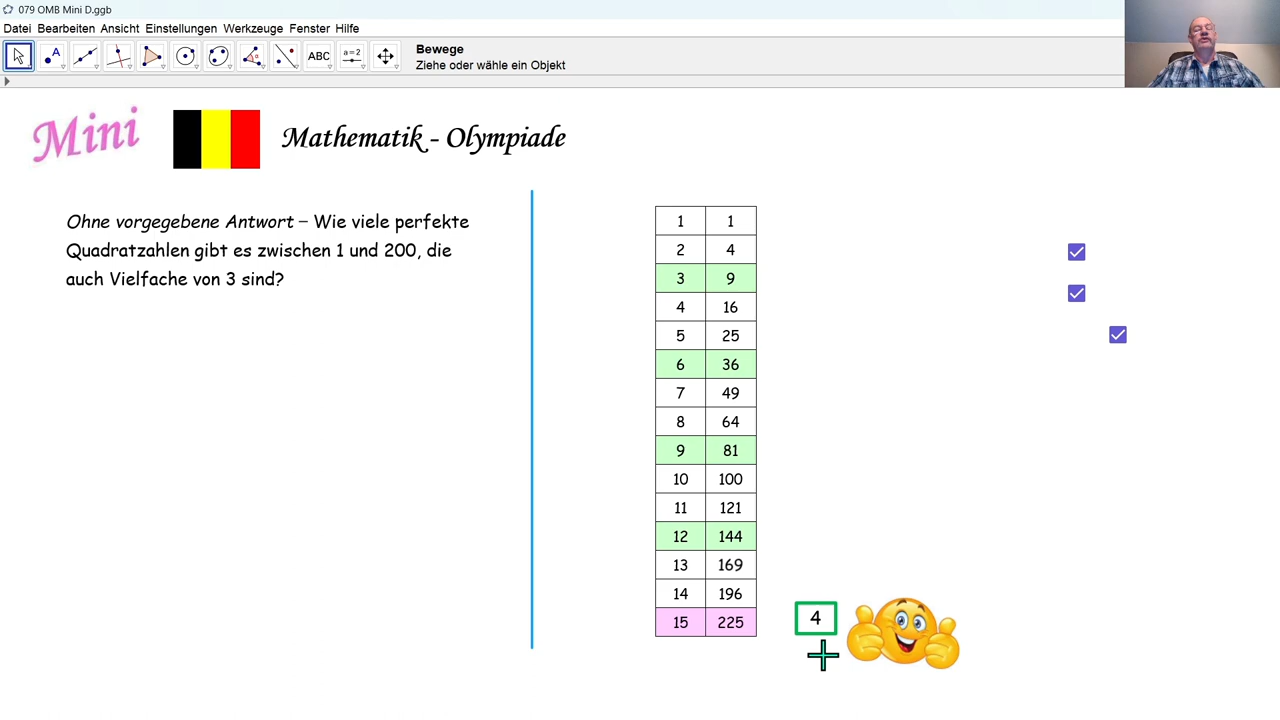 079 OMB Mini D.ggb
Datei Bearbeiten Ansicht Einstellungen Werkzeuge Fenster Hilfe
A
ABC
a=2
Bewege
Ziehe oder wähle ein Objekt
Mini
Mathematik - Olympiade
Ohne vorgegebene Antwort – Wie viele perfekte
Quadratzahlen gibt es zwischen 1 und 200, die
auch Vielfache von 3 sind?
1 1
2 4
3 9
4 16
5 25
6 36
7 49
8 64
9 81
10 100
11 121
12 144
13 169
14 196
15 225
4